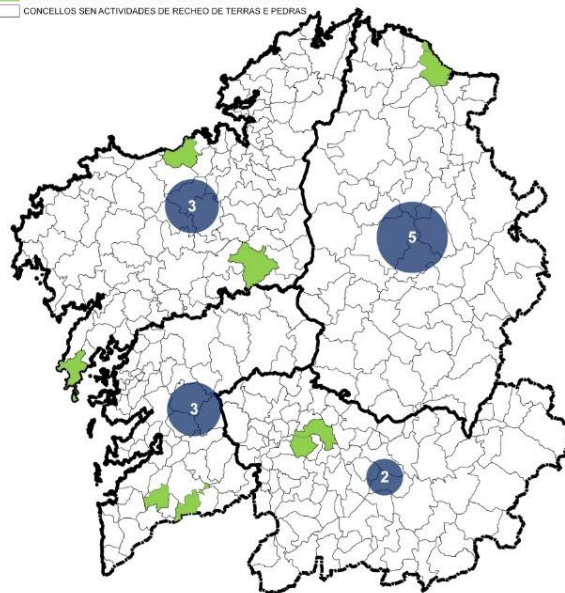 CONCELLOS SEN ACTIVIDADES DE RECHEO DE TERRAS E PEDRAS
3
5
3
2